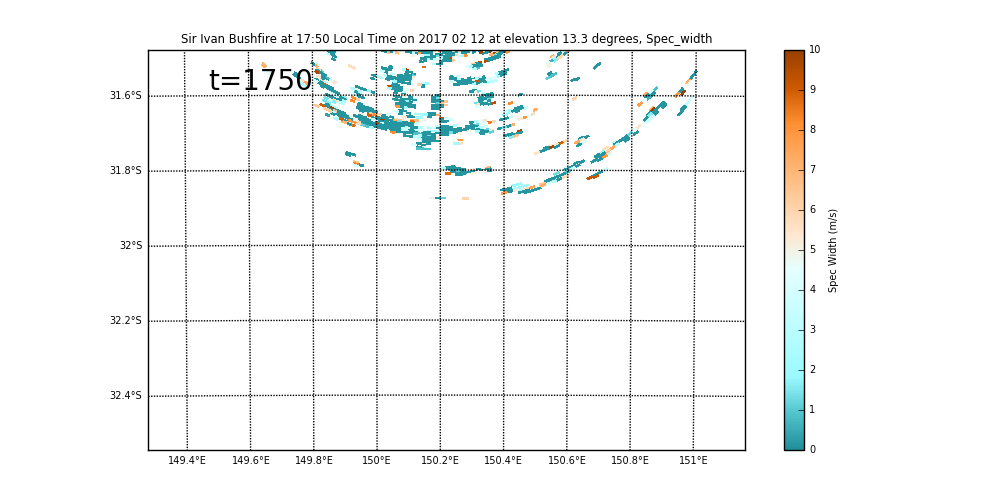 Sir Ivan Bushfire at 17:50 Local Time on 2017 02 12 at elevation 13.3 degrees, Spec_width
t=1750
31.6°S
31.8°S
32°S
32.2°S
32.4°S
149.4°E 149.6°E 149.8°E 150°E 150.2°E 150.4°E 150.6°E 150.8°E 151°E
10
9
8
7
6
5
4
3
2
1
0
Spec Width (m/s)